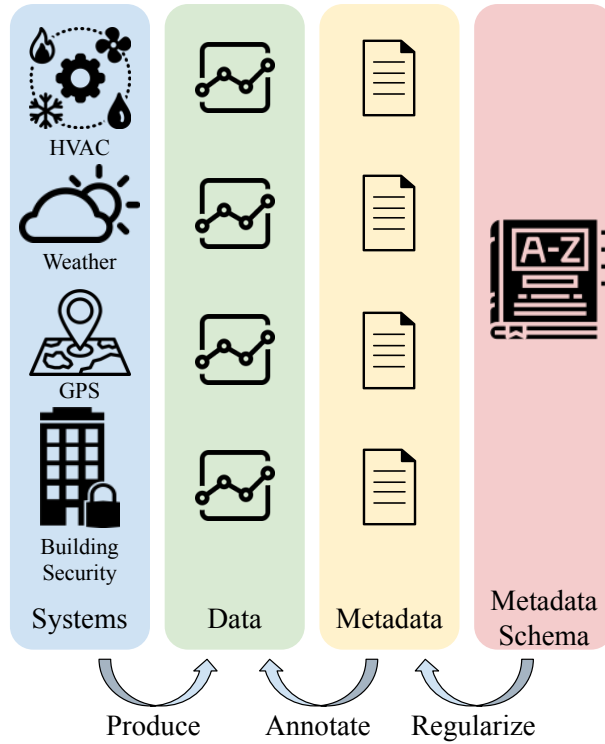 HVAC
Weather
GPS
Building
Security
A-Z
Systems
Data
Metadata
Metadata
Schema
Produce
Annotate
Regularize